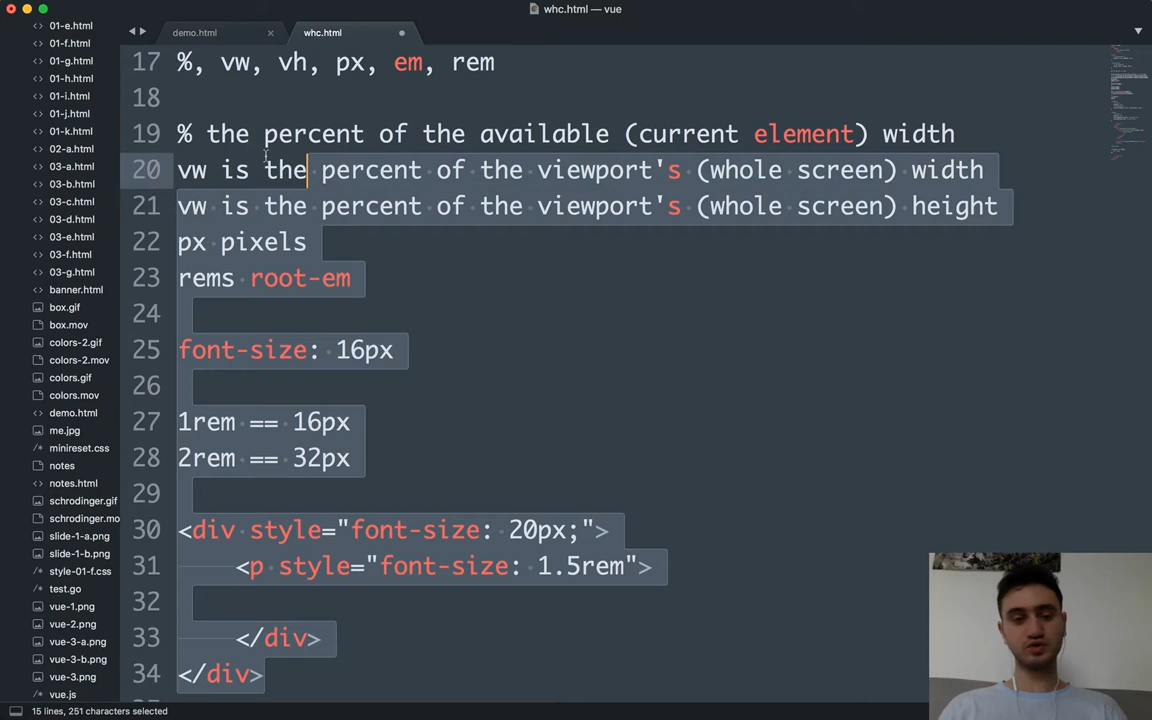 whc.html — vue
demo.html
whc.html
01-e.html
01-f.html
01-g.html
01-h.html
01-i.html
01-j.html
01-k.html
02-a.html
03-a.html
03-b.html
03-c.html
03-d.html
03-e.html
03-f.html
03-g.html
banner.html
box.gif
box.mov
colors-2.gif
colors-2.mov
colors.gif
colors.mov
demo.html
me.jpg
minireset.css
notes
notes.html
schrodinger.gif
schrodinger.mo
slide-1-a.png
slide-1-b.png
style-01-f.css
test.go
vue-1.png
vue-2.png
vue-3-a.png
vue-3-b.png
vue-3.png
vue.js
17 %, vw, vh, px, em, rem
18
19 % the percent of the available (current element) width
20 vw is the percent of the viewport's (whole screen) width
21 vw is the percent of the viewport's (whole screen) height
22 px pixels
23 rems root-em
24
25 font-size: 16px
26
27 1rem == 16px
28 2rem == 32px
29
30 <div style="font-size: 20px;">
31 <p style="font-size: 1.5rem">
32
33 </div>
34 </div>
15 lines, 251 characters selected